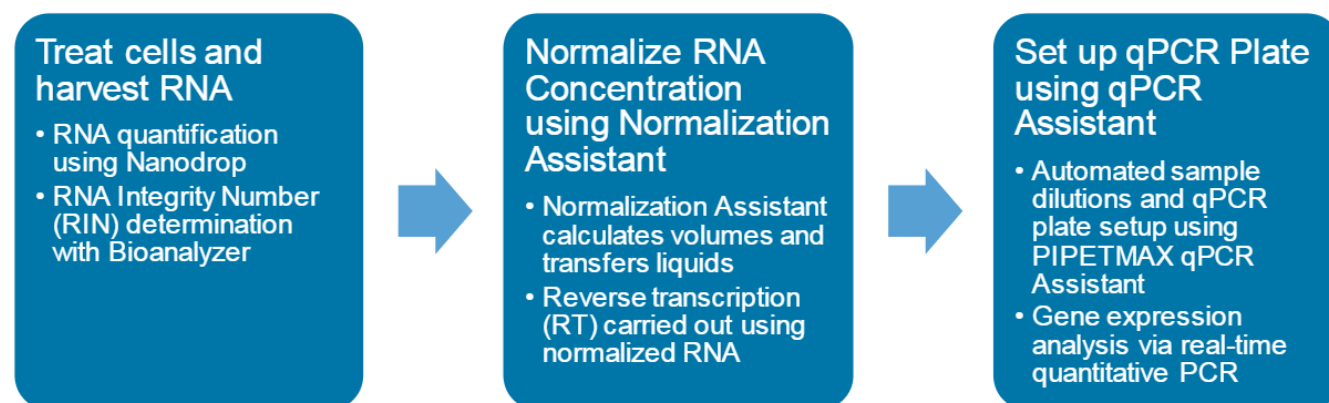 Treat cells and
harvest RNA
• RNA quantification
using Nanodrop
• RNA Integrity Number
(RIN) determination
with Bioanalyzer
Normalize RNA
Concentration
using Normalization
Assistant
• Normalization Assistant
calculates volumes and
transfers liquids
• Reverse transcription
(RT) carried out using
normalized RNA
Set up qPCR Plate
using qPCR
Assistant
• Automated sample
dilutions and qPCR
plate setup using
PIPETMAX qPCR
Assistant
• Gene expression
analysis via real-time
quantitative PCR